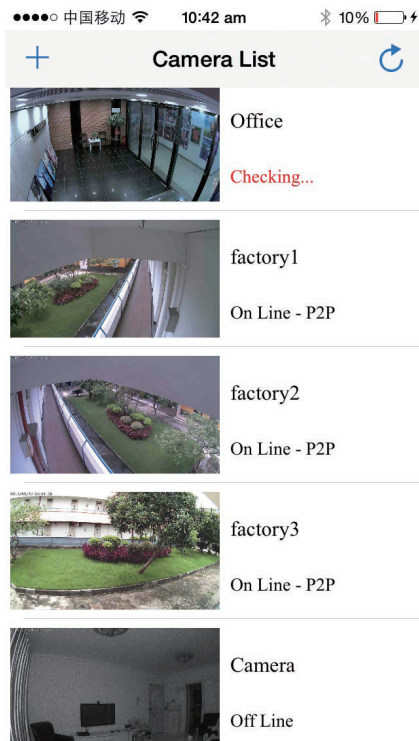 中国移动 10:42 am 10%
Camera List
Office
Checking...
factory1
On Line - P2P
factory2
On Line - P2P
factory3
On Line - P2P
Camera
Off Line